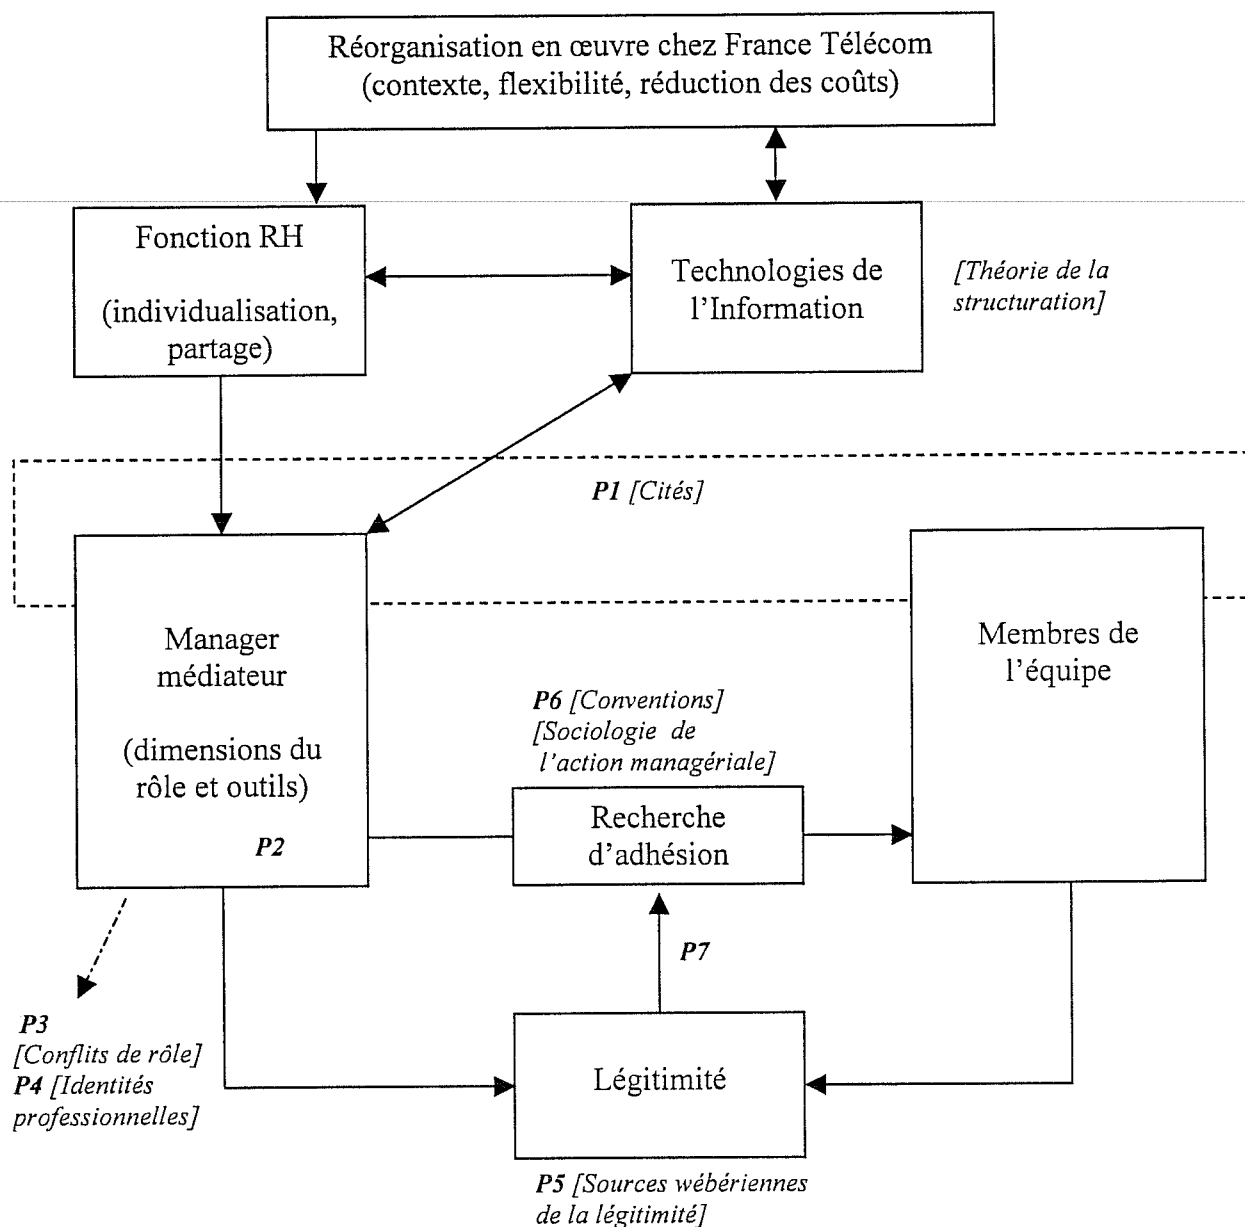 Réorganisation en œuvre chez France Télécom
(contexte, flexibilité, réduction des coûts)
Fonction RH
(individualisation,
partage)
Technologies de
l’Information
[Théorie de la
structuration]
P1 [Cités]
Manager
médiateur
(dimensions du
rôle et outils)
P2
Membres de
l’équipe
P6 [Conventions]
[Sociologie de
l’action managériale]
Recherche
d’adhésion
P7
P3
[Conflits de rôle]
P4 [Identités
professionnelles]
Légitimité
P5 [Sources wébériennes
de la légitimité]